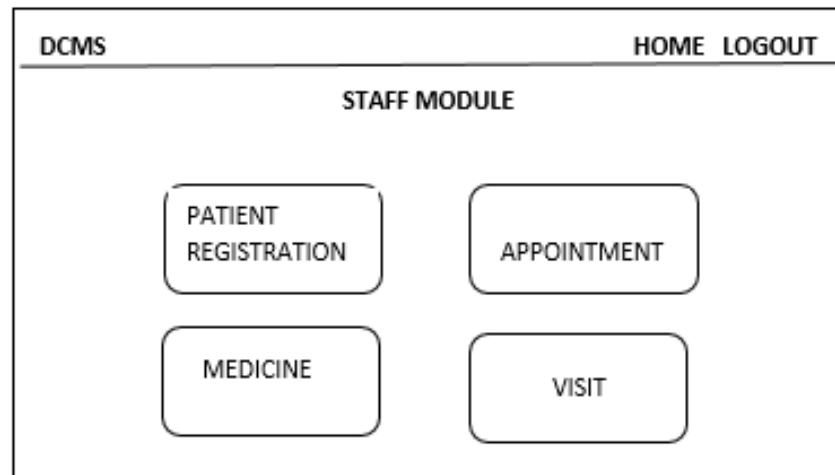 DCMS HOME LOGOUT
STAFF MODULE
PATIENT
REGISTRATION
APPOINTMENT
MEDICINE
VISIT